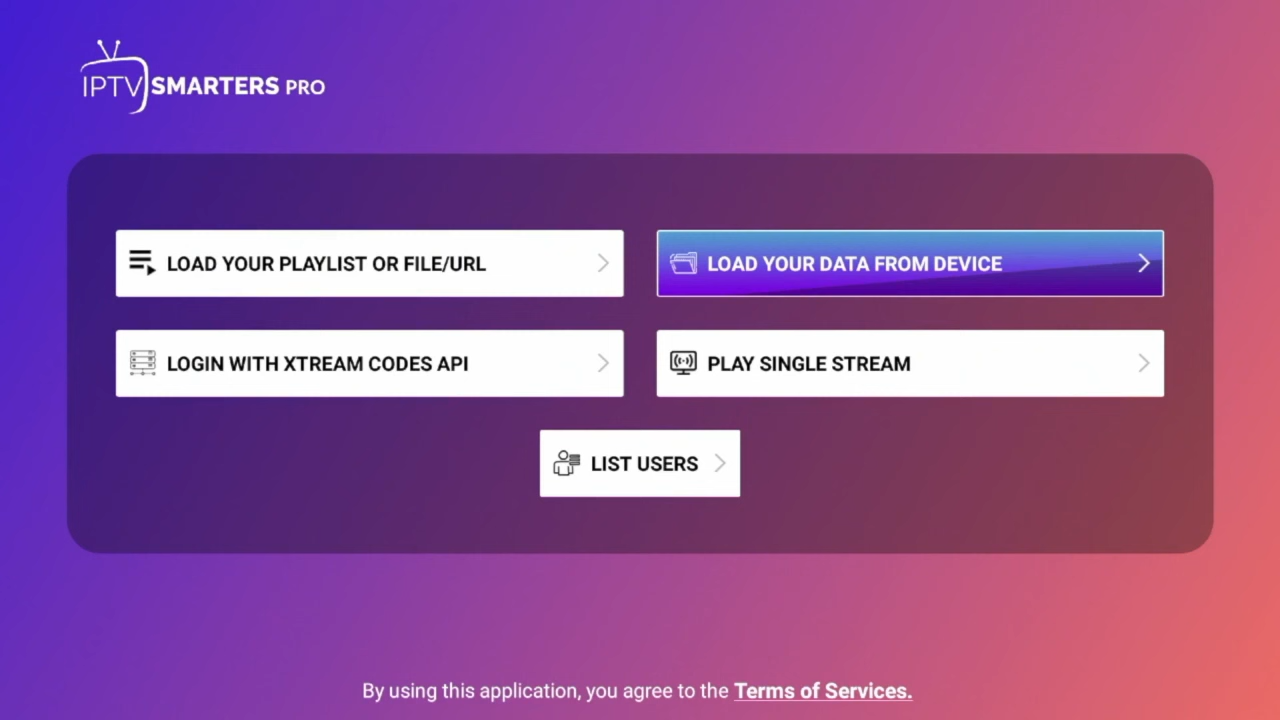 IPTV SMARTERS PRO
LOAD YOUR PLAYLIST OR FILE/URL
LOAD YOUR DATA FROM DEVICE
LOGIN WITH XTREAM CODES API
PLAY SINGLE STREAM
LIST USERS
By using this application, you agree to the Terms of Services.